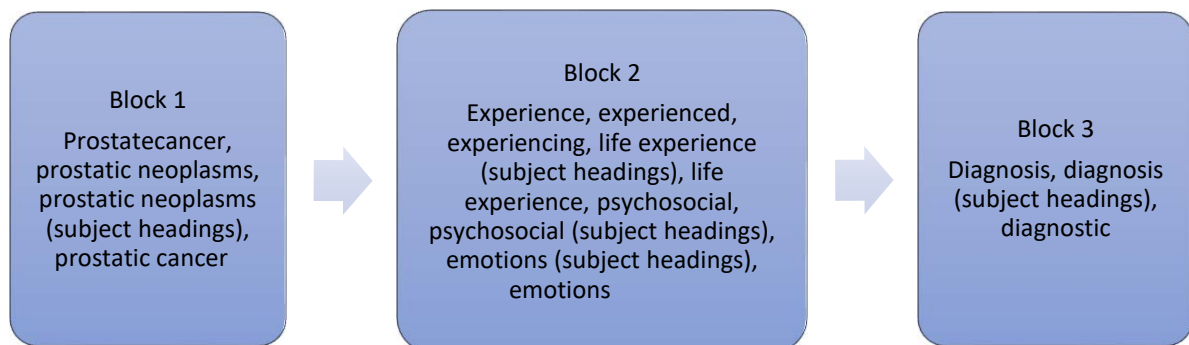 Block 1
Prostatecancer,
prostatic neoplasms,
prostatic neoplasms
(subject headings),
prostatic cancer
Block 2
Experience, experienced,
experiencing, life experience
(subject headings), life
experience, psychosocial,
psychosocial (subject headings),
emotions (subject headings),
emotions
Block 3
Diagnosis, diagnosis
(subject headings),
diagnostic